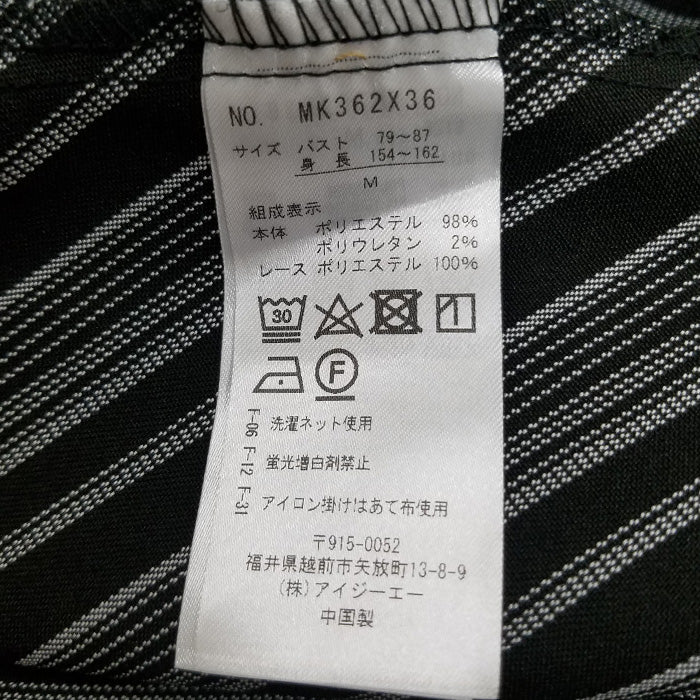 NO. MK362X36
サイズ バスト 79～87
身長 154～162
M
組成表示
本体 ポリエステル 98%
ポリウレタン 2%
レース ポリエステル 100%
30
F
F-06 洗濯ネット使用
F-12 蛍光増白剤禁止
F-31 アイロン掛けはあて布使用
〒915-0052
福井県越前市矢放町13-8-9
(株)アイジーエー
中国製